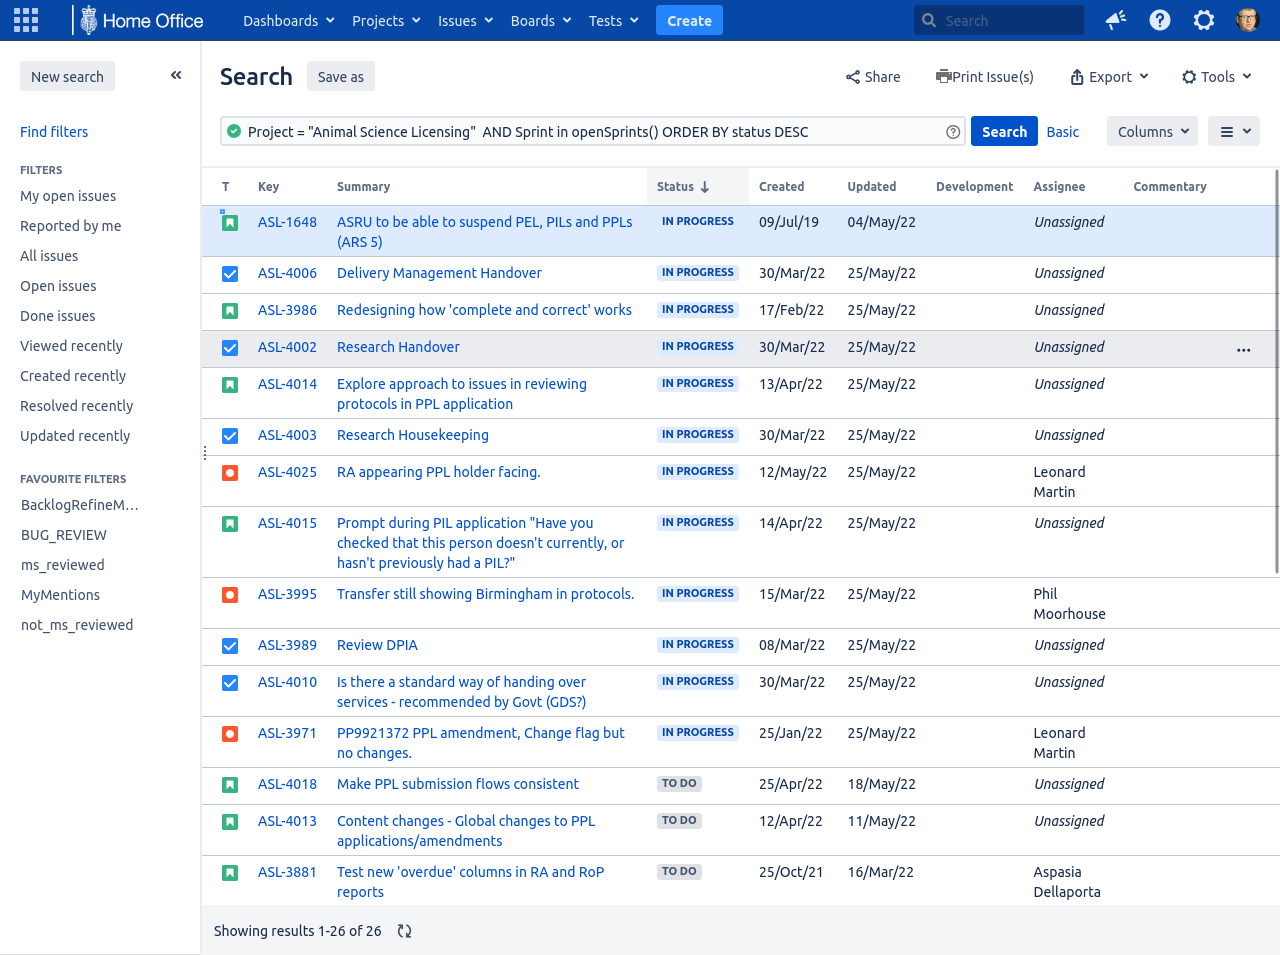 Home Office Dashboards Projects Issues Boards Tests Create Search
New search
Find filters
FILTERS
My open issues
Reported by me
All issues
Open issues
Done issues
Viewed recently
Created recently
Resolved recently
Updated recently
FAVOURITE FILTERS
BacklogRefineM…
BUG_REVIEW
ms_reviewed
MyMentions
not_ms_reviewed
Search Save as Share Print Issue(s) Export Tools
Project = "Animal Science Licensing"  AND Sprint in openSprints() ORDER BY status DESC Search Basic Columns
T Key Summary Status Created Updated Development Assignee Commentary
ASL-1648 ASRU to be able to suspend PEL, PILs and PPLs IN PROGRESS 09/Jul/19 04/May/22 Unassigned
(ARS 5)
ASL-4006 Delivery Management Handover IN PROGRESS 30/Mar/22 25/May/22 Unassigned
ASL-3986 Redesigning how 'complete and correct' works IN PROGRESS 17/Feb/22 25/May/22 Unassigned
ASL-4002 Research Handover IN PROGRESS 30/Mar/22 25/May/22 Unassigned
ASL-4014 Explore approach to issues in reviewing IN PROGRESS 13/Apr/22 25/May/22 Unassigned
protocols in PPL application
ASL-4003 Research Housekeeping IN PROGRESS 30/Mar/22 25/May/22 Unassigned
ASL-4025 RA appearing PPL holder facing. IN PROGRESS 12/May/22 25/May/22 Leonard
Martin
ASL-4015 Prompt during PIL application "Have you IN PROGRESS 14/Apr/22 25/May/22 Unassigned
checked that this person doesn't currently, or
hasn't previously had a PIL?"
ASL-3995 Transfer still showing Birmingham in protocols. IN PROGRESS 15/Mar/22 25/May/22 Phil
Moorhouse
ASL-3989 Review DPIA IN PROGRESS 08/Mar/22 25/May/22 Unassigned
ASL-4010 Is there a standard way of handing over IN PROGRESS 30/Mar/22 25/May/22 Unassigned
services - recommended by Govt (GDS?)
ASL-3971 PP9921372 PPL amendment, Change flag but IN PROGRESS 25/Jan/22 25/May/22 Leonard
no changes. Martin
ASL-4018 Make PPL submission flows consistent TO DO 25/Apr/22 18/May/22 Unassigned
ASL-4013 Content changes - Global changes to PPL TO DO 12/Apr/22 11/May/22 Unassigned
applications/amendments
ASL-3881 Test new 'overdue' columns in RA and RoP TO DO 25/Oct/21 16/Mar/22 Aspasia
reports Dellaporta
Showing results 1-26 of 26